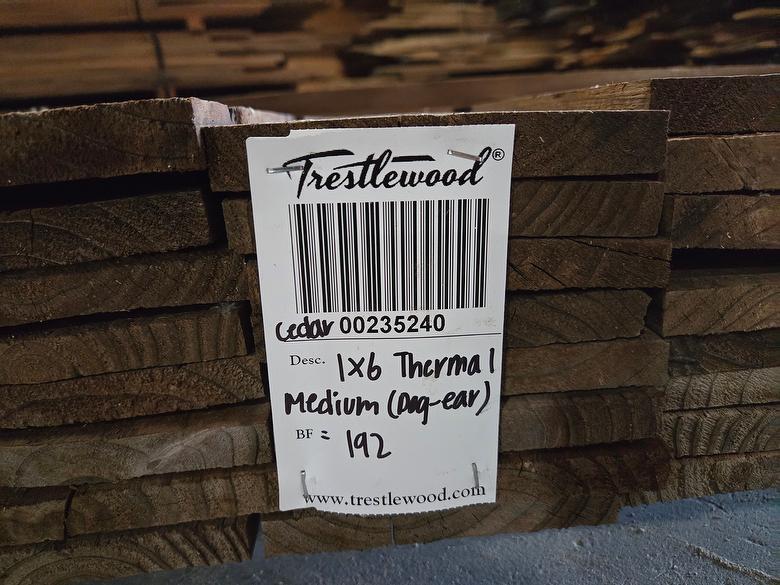 Trestlewood®
cedar 00235240
Desc. 1x6 Thermal
Medium (Dog-ear)
BF = 192
www.trestlewood.com